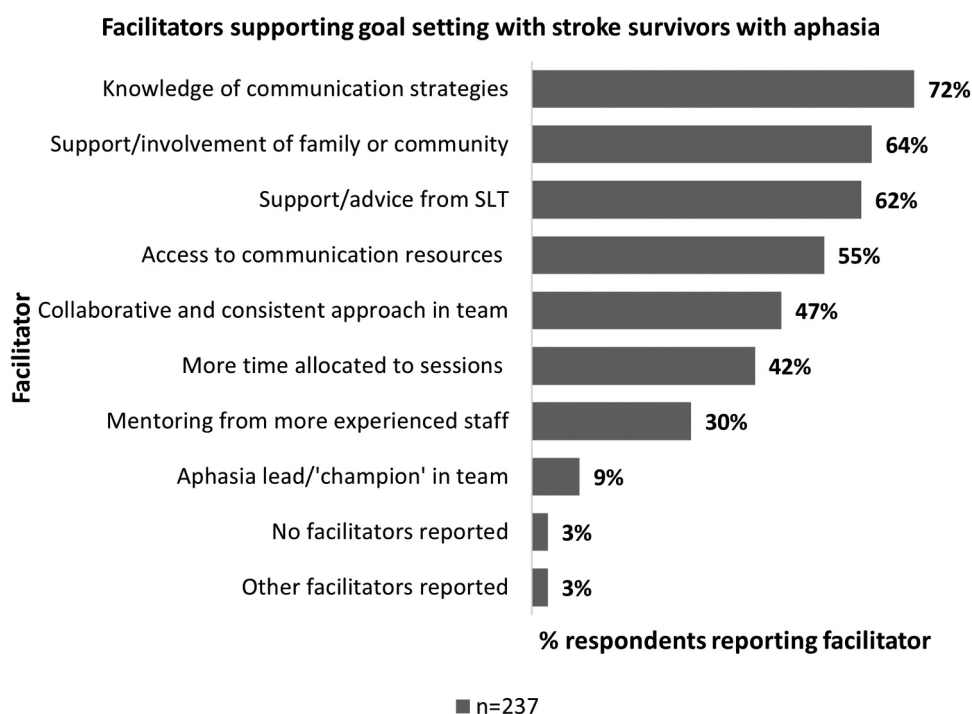 Facilitators supporting goal setting with stroke survivors with aphasia
Facilitator
Knowledge of communication strategies 72%
Support/involvement of family or community 64%
Support/advice from SLT 62%
Access to communication resources 55%
Collaborative and consistent approach in team 47%
More time allocated to sessions 42%
Mentoring from more experienced staff 30%
Aphasia lead/'champion' in team 9%
No facilitators reported 3%
Other facilitators reported 3%
% respondents reporting facilitator
n=237